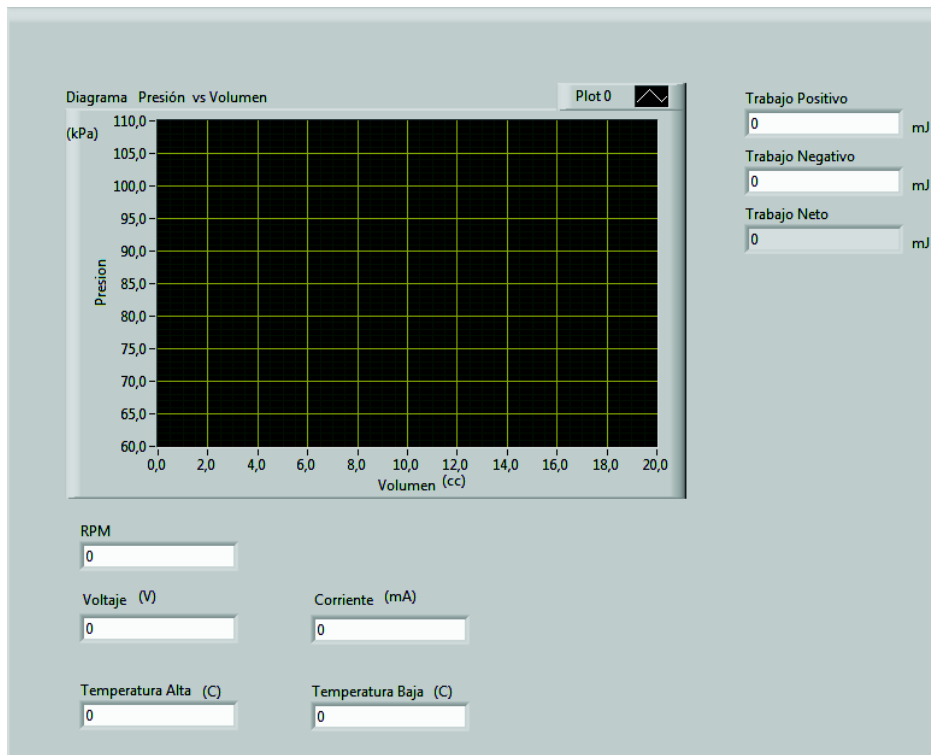 Diagrama Presión vs Volumen
Plot 0
(kPa)
110,0
105,0
100,0
95,0
90,0
85,0
80,0
75,0
70,0
65,0
60,0
Presion
0,0 2,0 4,0 6,0 8,0 10,0 12,0 14,0 16,0 18,0 20,0
Volumen (cc)
Trabajo Positivo
0 mJ
Trabajo Negativo
0 mJ
Trabajo Neto
0 mJ
RPM
0
Voltaje (V) Corriente (mA)
0 0
Temperatura Alta (C) Temperatura Baja (C)
0 0